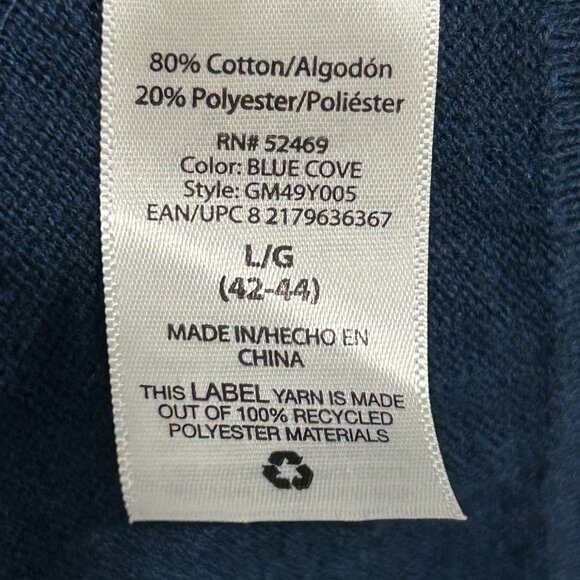 80% Cotton/Algodón
20% Polyester/Poliéster
RN# 52469
Color: BLUE COVE
Style: GM49Y005
EAN/UPC 8 2179636367
L/G
(42-44)
MADE IN/HECHO EN
CHINA
THIS LABEL YARN IS MADE
OUT OF 100% RECYCLED
POLYESTER MATERIALS